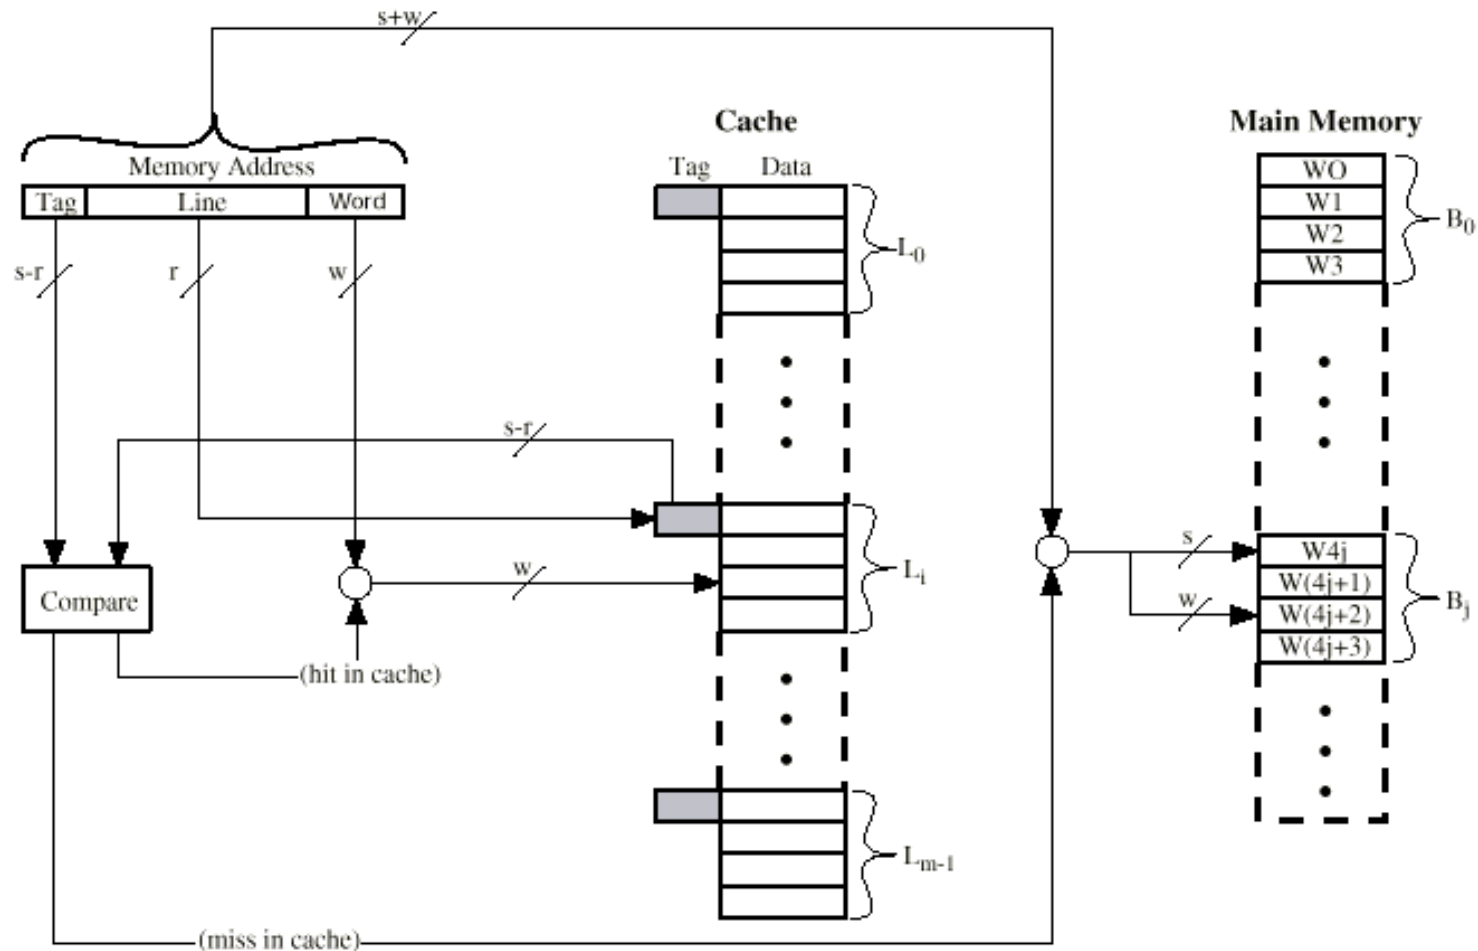 s+w
Cache
Main Memory
Memory Address
Tag Line Word
Tag Data
L0
WO
W1
W2
W3
B0
s-r
r
w
s-r
Li
Compare
w
(hit in cache)
s
w
W4j
W(4j+1)
W(4j+2)
W(4j+3)
Bj
Lm-1
(miss in cache)